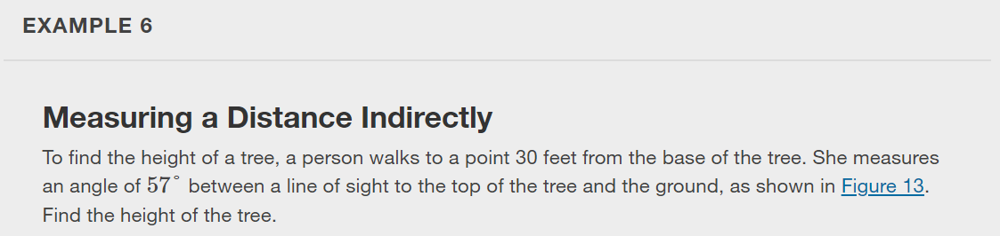 EXAMPLE 6
Measuring a Distance Indirectly
To find the height of a tree, a person walks to a point 30 feet from the base of the tree. She measures
an angle of 57° between a line of sight to the top of the tree and the ground, as shown in Figure 13.
Find the height of the tree.